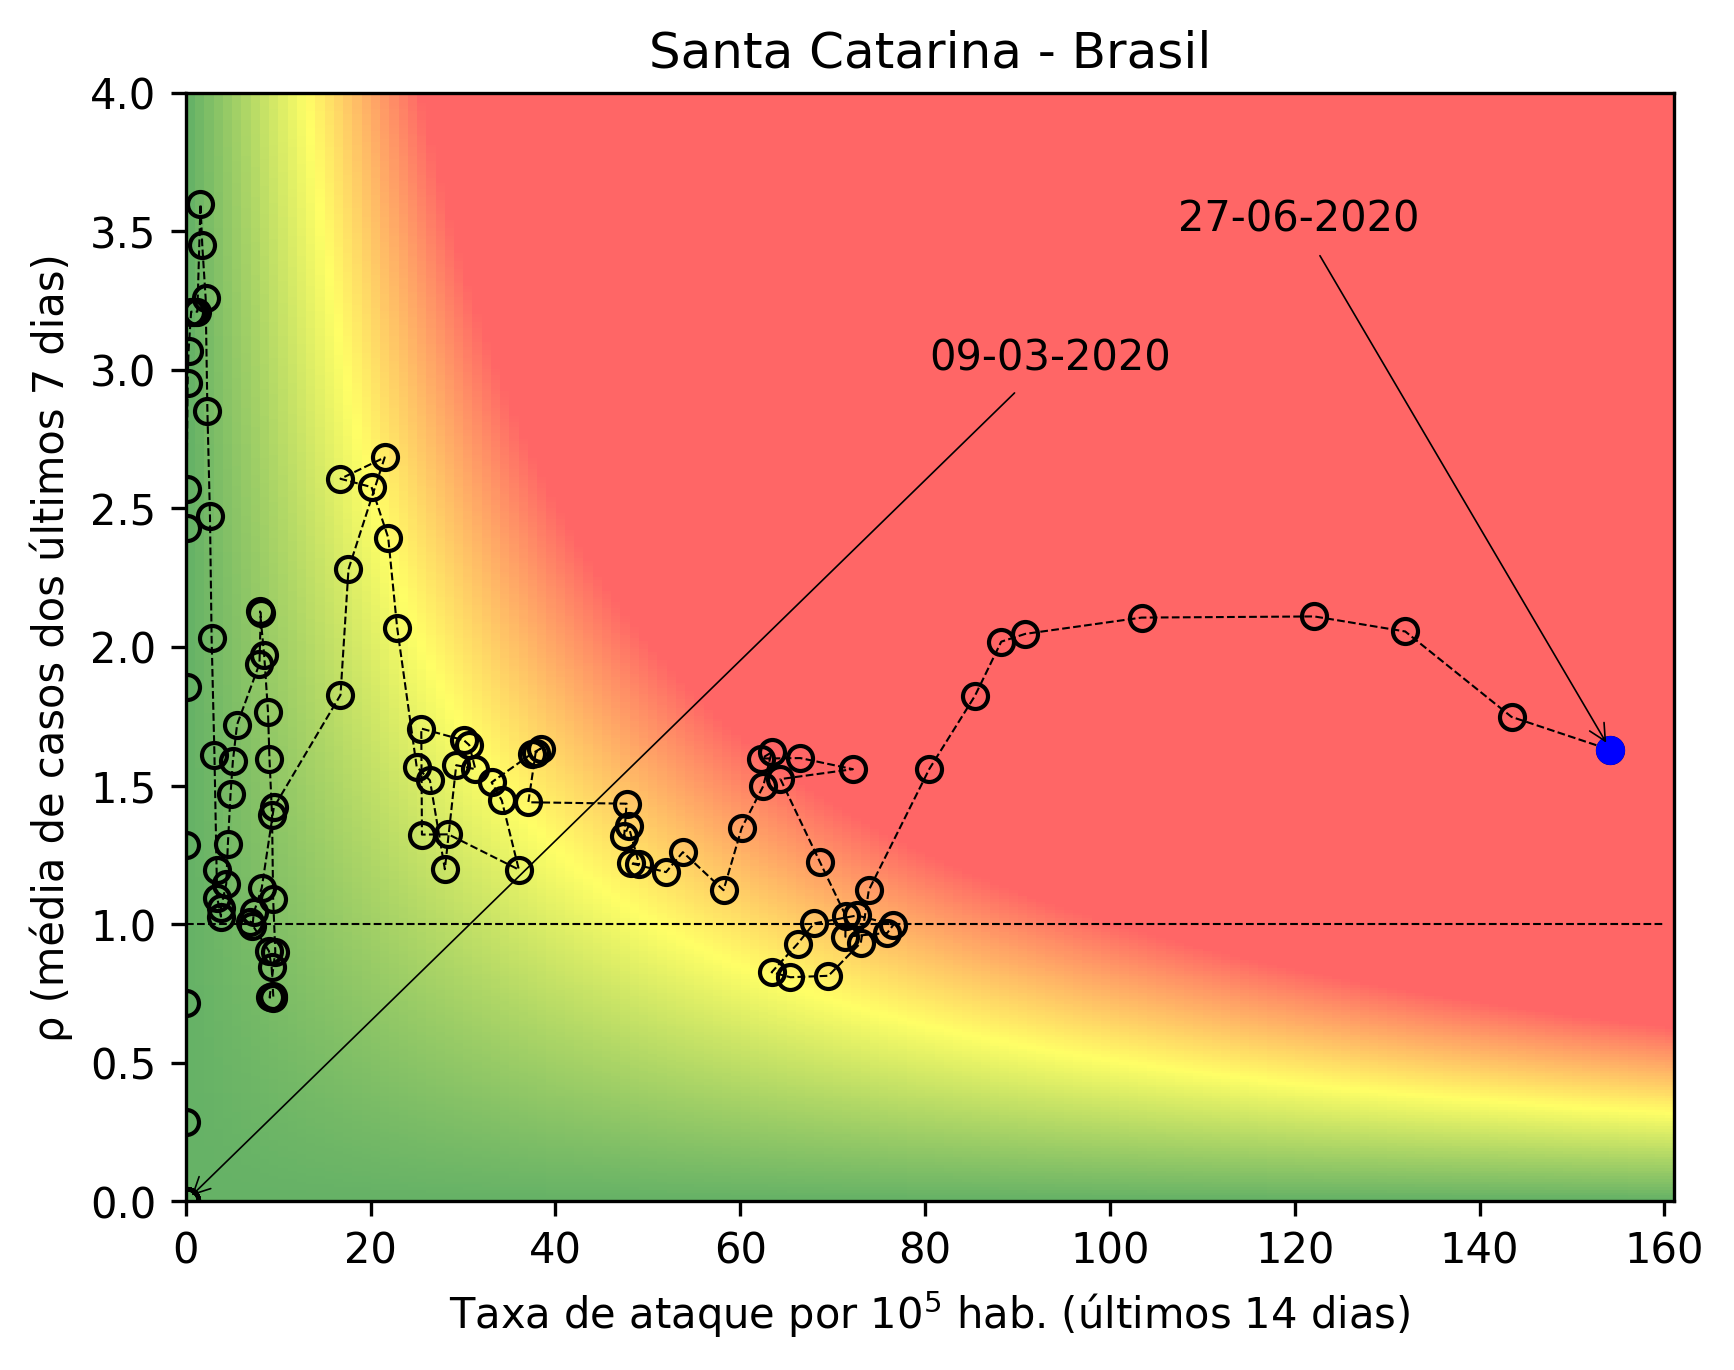 Santa Catarina - Brasil
4.0
3.5
3.0
2.5
2.0
1.5
1.0
0.5
0.0
ρ (média de casos dos últimos 7 dias)
27-06-2020
09-03-2020
0 20 40 60 80 100 120 140 160
Taxa de ataque por 10⁵ hab. (últimos 14 dias)